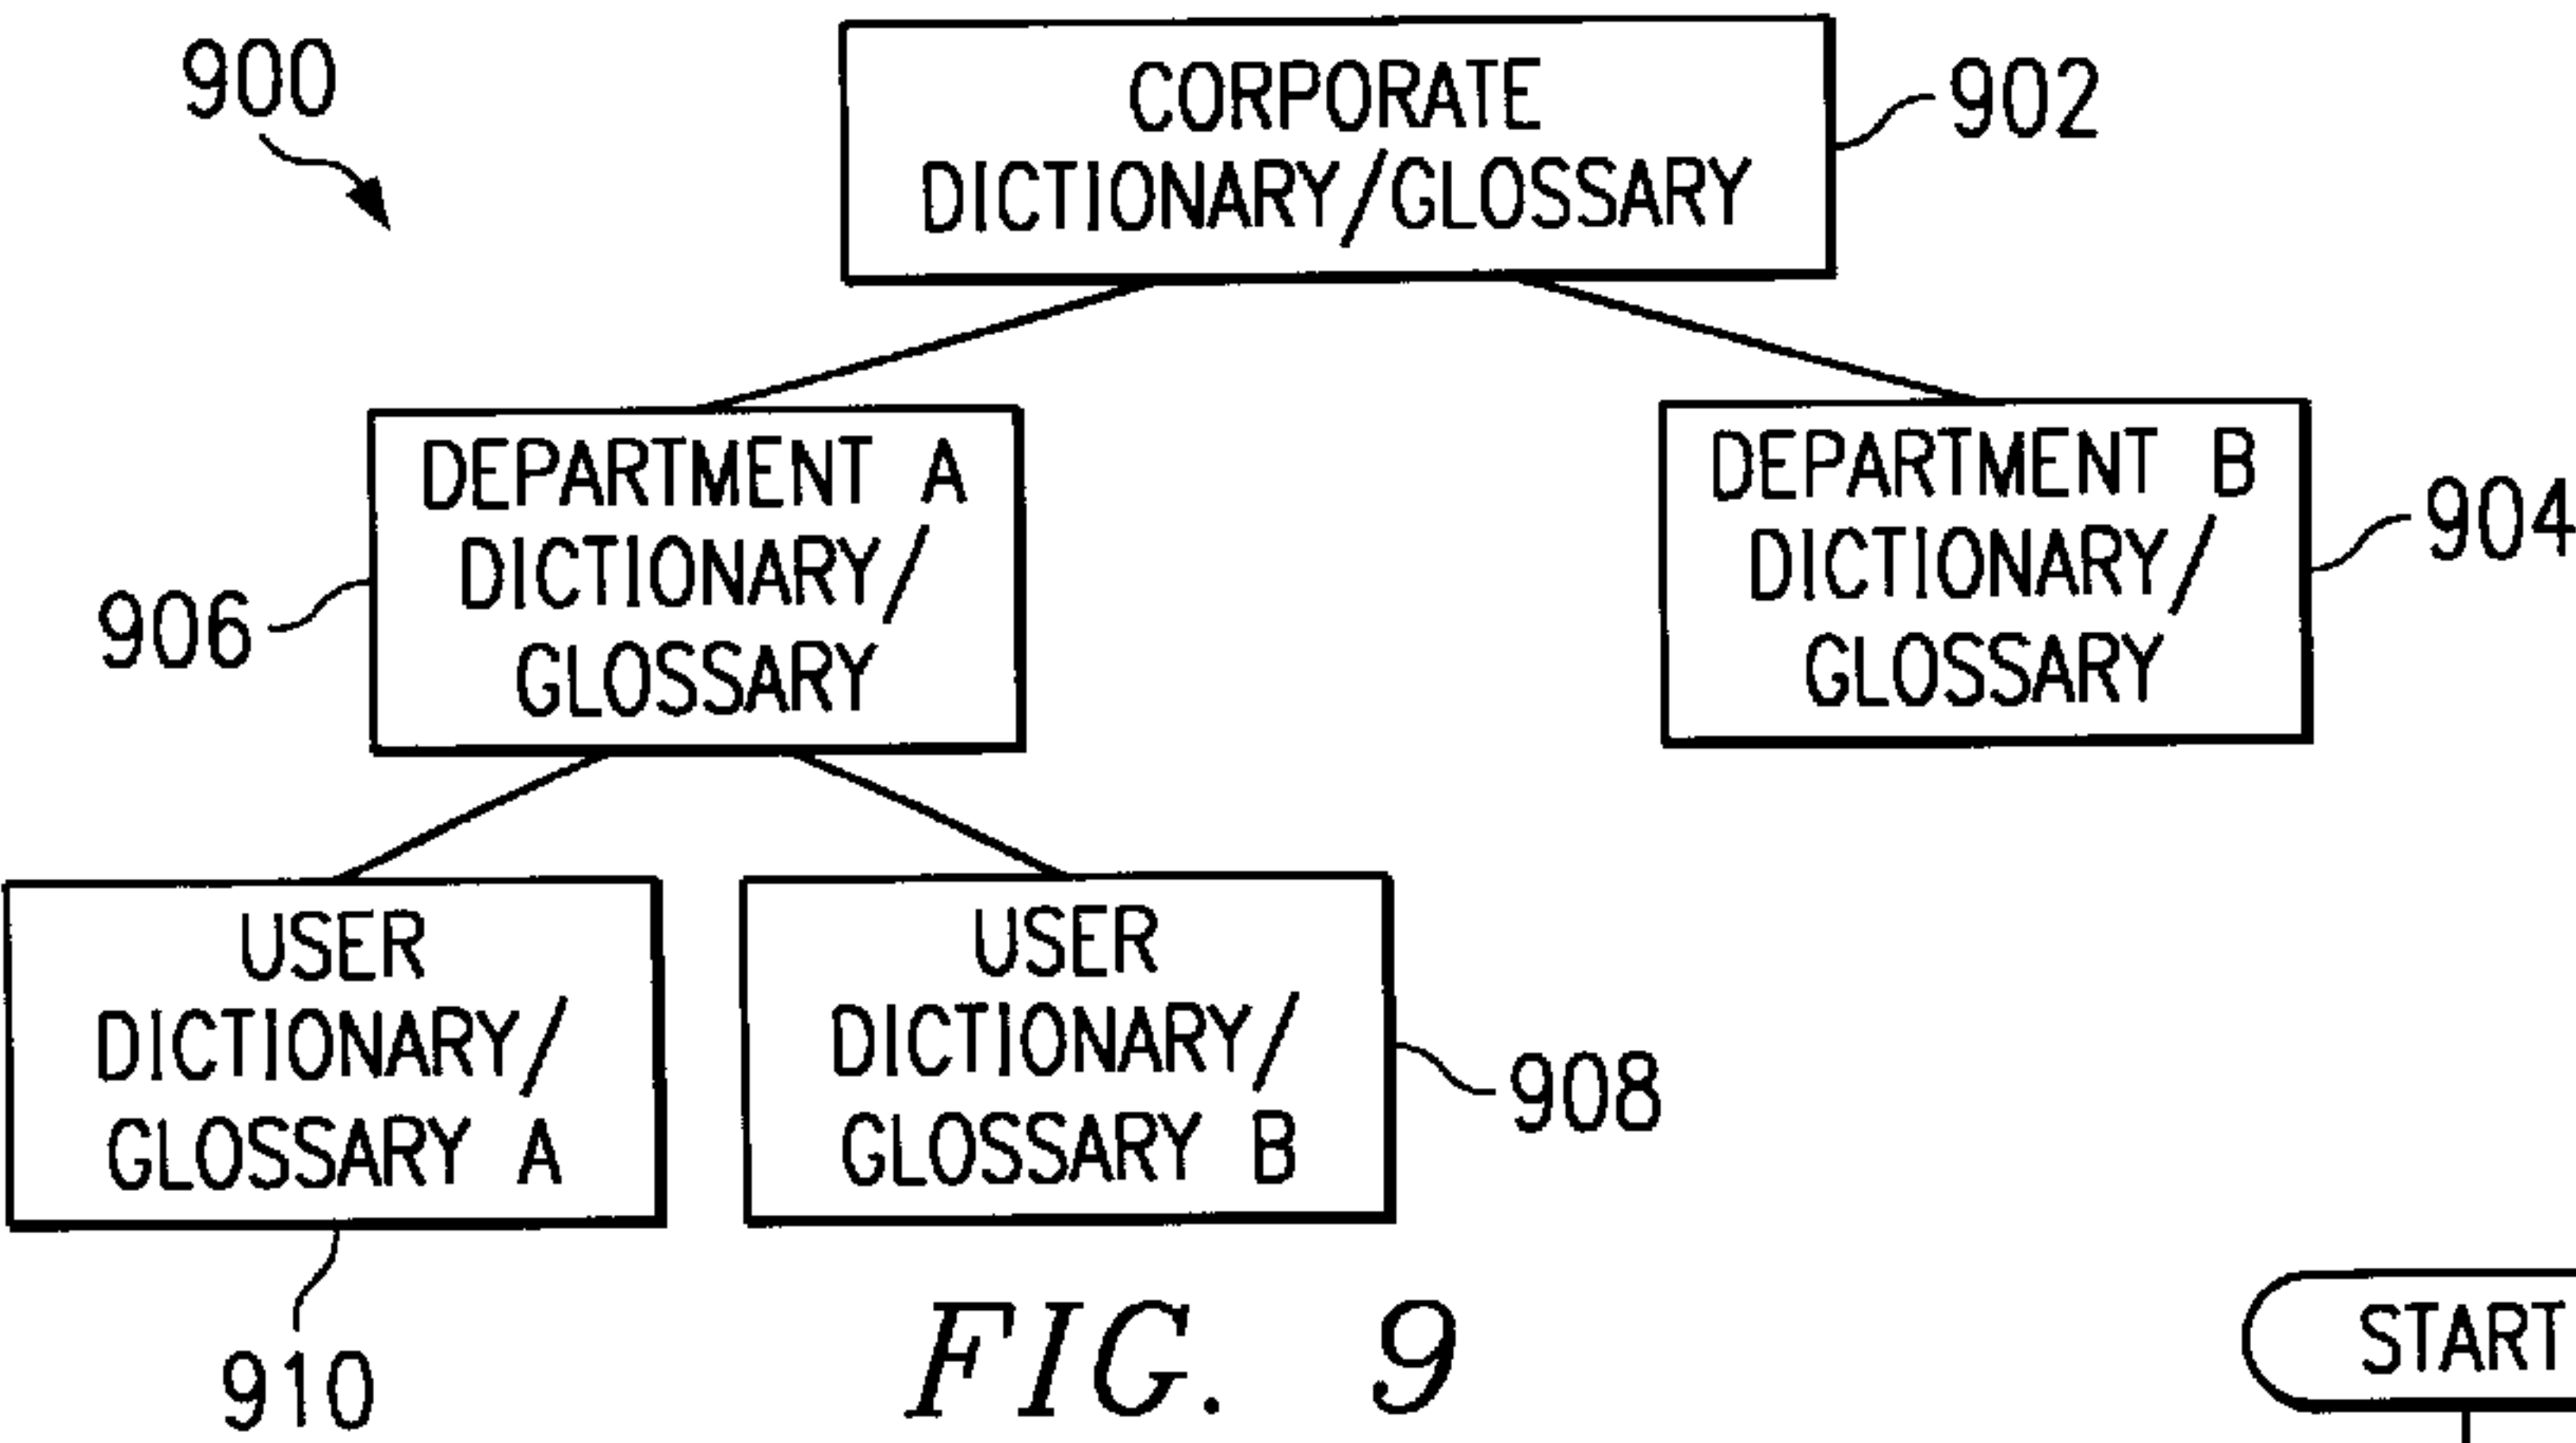 900
CORPORATE
DICTIONARY/GLOSSARY
902
DEPARTMENT A
DICTIONARY/
GLOSSARY
906
DEPARTMENT B
DICTIONARY/
GLOSSARY
904
USER
DICTIONARY/
GLOSSARY A
910
USER
DICTIONARY/
GLOSSARY B
908
FIG. 9
START